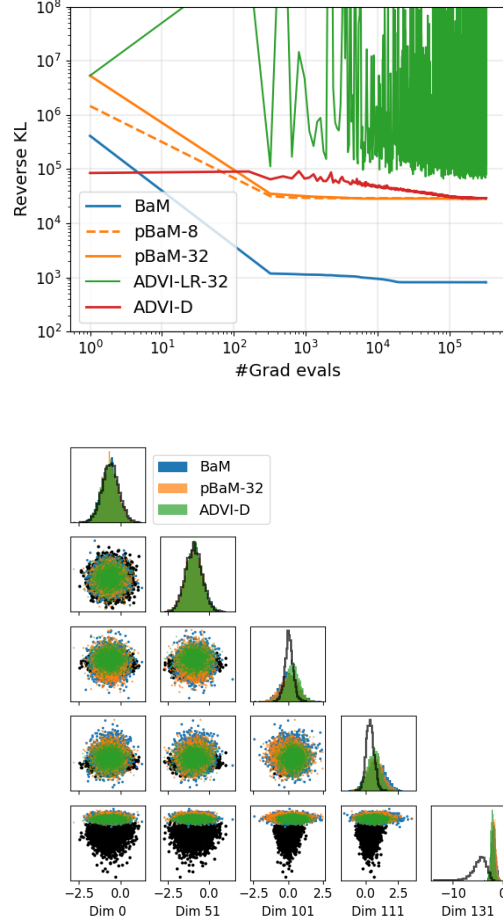 10^8
10^7
10^6
10^5
10^4
10^3
10^2
Reverse KL
BaM
pBaM-8
pBaM-32
ADVI-LR-32
ADVI-D
10^0 10^1 10^2 10^3 10^4 10^5
#Grad evals
BaM
pBaM-32
ADVI-D
−2.5 0.0 −2.5 0.0 0.0 2.5 0.0 2.5 −10 0
Dim 0 Dim 51 Dim 101 Dim 111 Dim 131